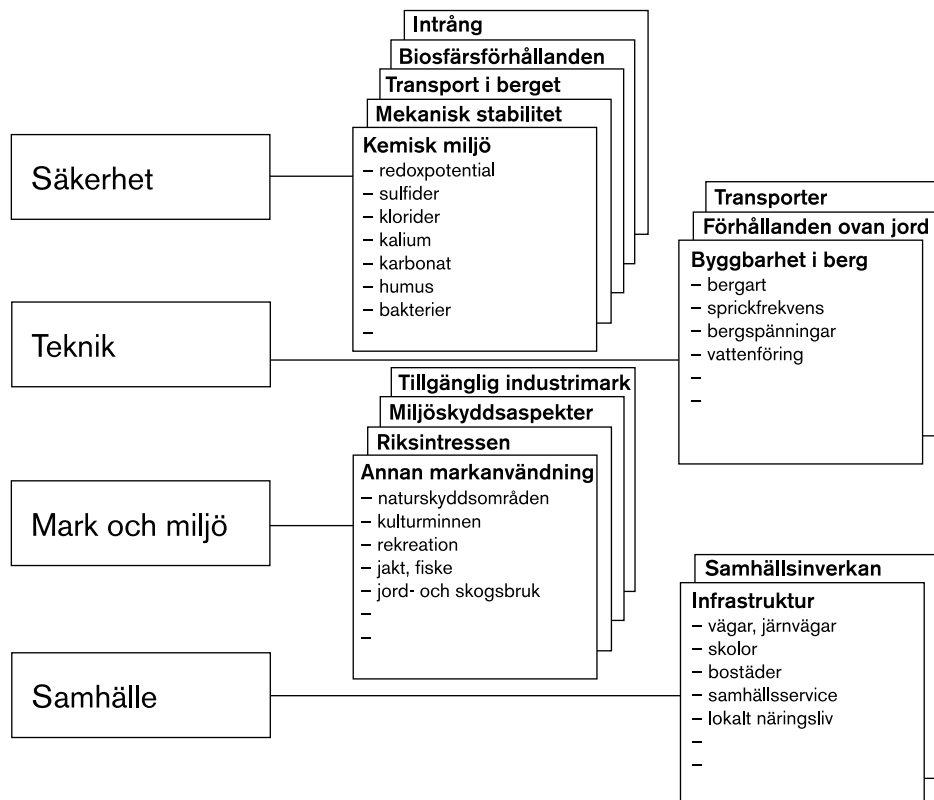 Säkerhet
Intrång
Biosfärsförhållanden
Transport i berget
Mekanisk stabilitet
Kemisk miljö
– redoxpotential
– sulfider
– klorider
– kalium
– karbonat
– humus
– bakterier
–
Teknik
Transporter
Förhållanden ovan jord
Byggbarhet i berg
– bergart
– sprickfrekvens
– bergspänningar
– vattenföring
–
–
Mark och miljö
Tillgänglig industrimark
Miljöskyddsaspekter
Riksintressen
Annan markanvändning
– naturskyddsområden
– kulturminnen
– rekreation
– jakt, fiske
– jord- och skogsbruk
–
–
Samhälle
Samhällsinverkan
Infrastruktur
– vägar, järnvägar
– skolor
– bostäder
– samhällsservice
– lokalt näringsliv
–
–